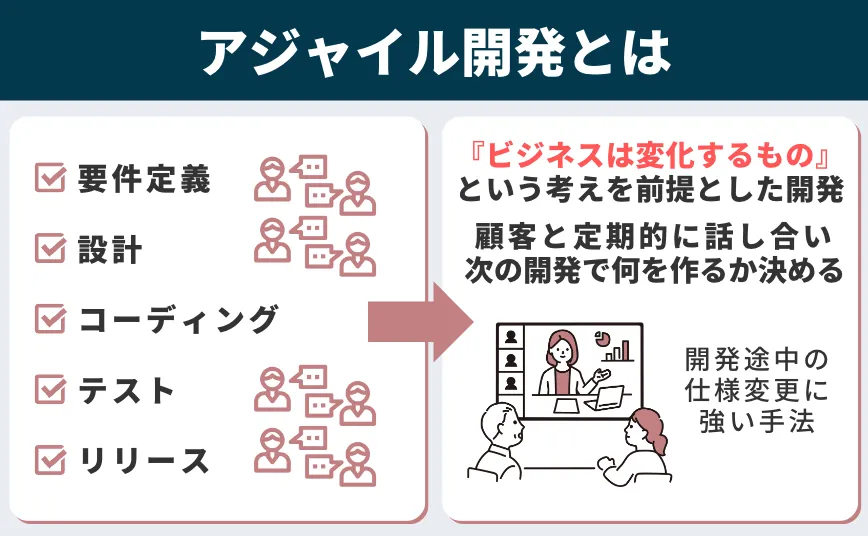 アジャイル開発とは
要件定義
設計
コーディング
テスト
リリース
『ビジネスは変化するもの』
という考えを前提とした開発
顧客と定期的に話し合い
次の開発で何を作るか決める
開発途中の
仕様変更に
強い手法